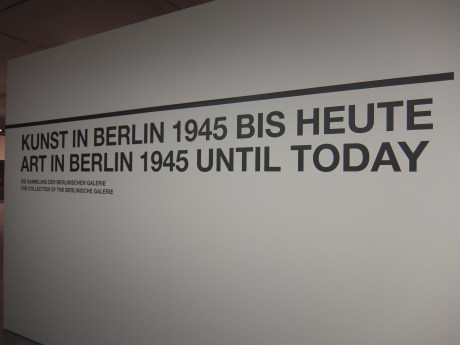 KUNST IN BERLIN 1945 BIS HEUTE
ART IN BERLIN 1945 UNTIL TODAY
DIE SAMMLUNG DER BERLINISCHEN GALERIE
THE COLLECTION OF THE BERLINISCHE GALERIE